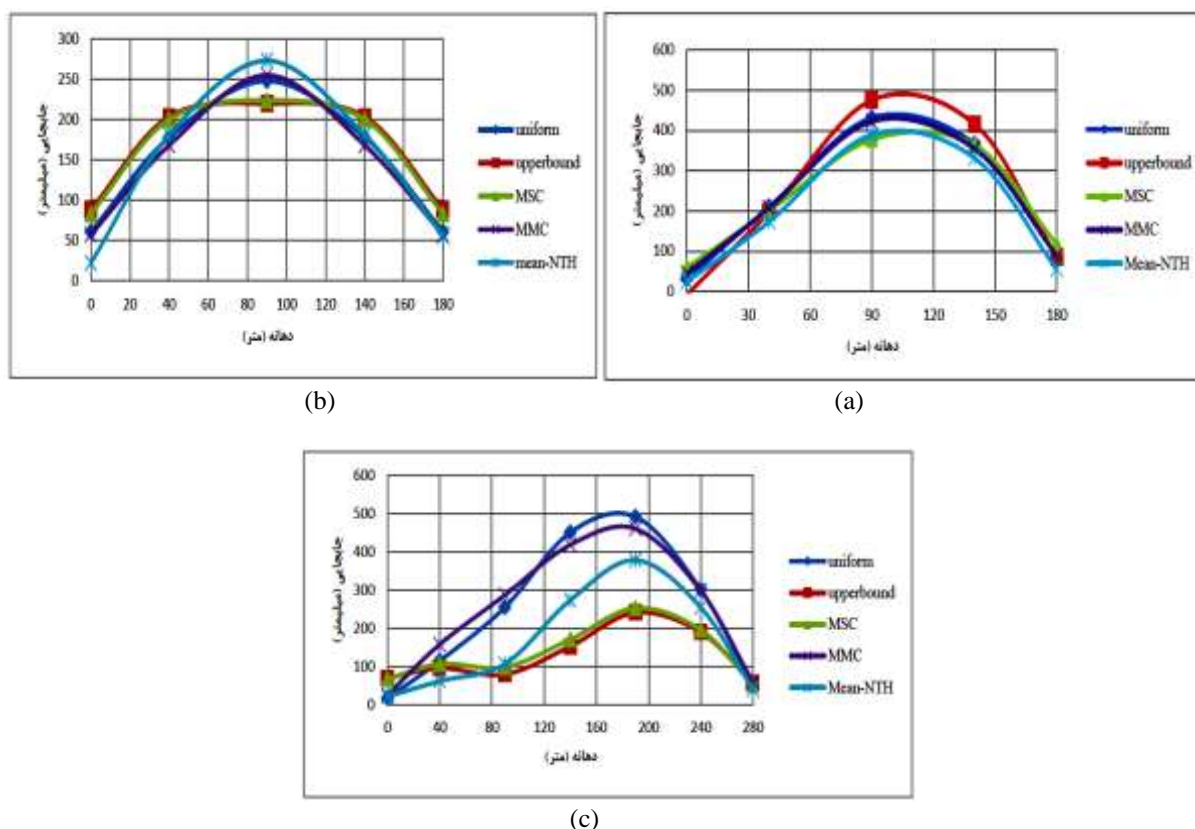 300
250
200
150
100
50
0
0 20 40 60 80 100 120 140 160 180
جابجایی (میلیمتر)
دهانه (متر)
uniform
upperbound
MSC
MMC
mean-NTH
(b)
600
500
400
300
200
100
0
0 30 60 90 120 150 180
جابجایی (میلیمتر)
دهانه (متر)
uniform
upperbound
MSC
MMC
Mean-NTH
(a)
600
500
400
300
200
100
0
0 40 80 120 160 200 240 280
جابجایی (میلیمتر)
دهانه (متر)
uniform
upperbound
MSC
MMC
Mean-NTH
(c)